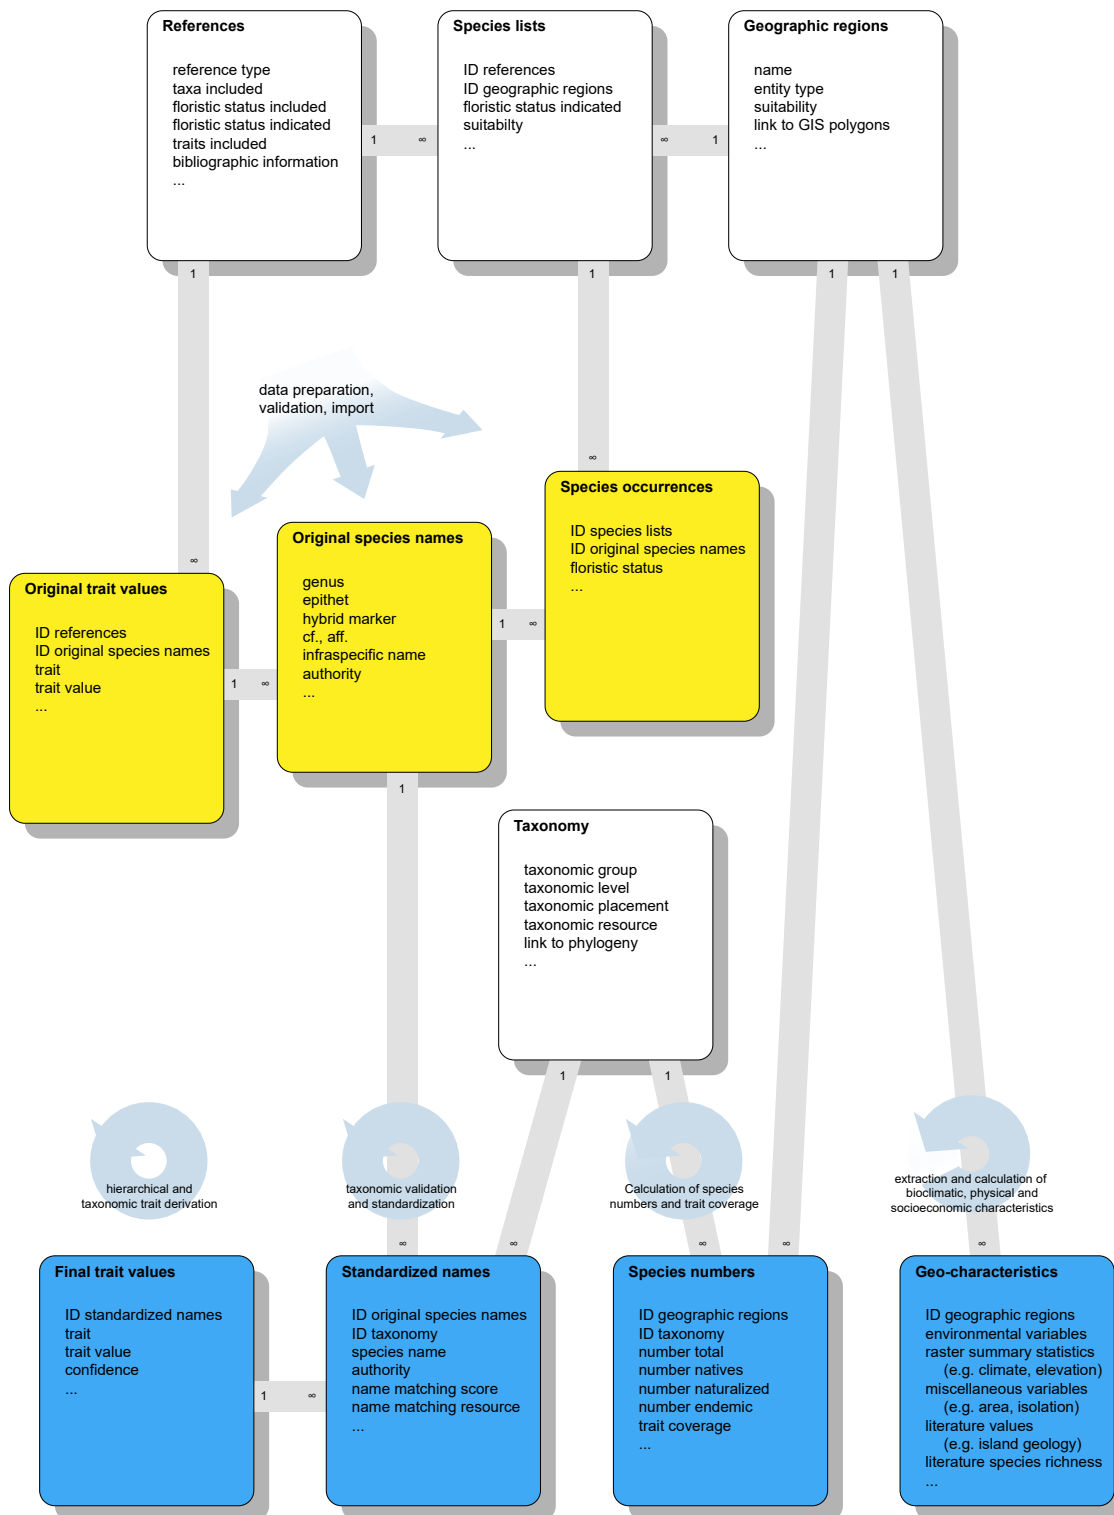 References
reference type
taxa included
floristic status included
floristic status indicated
traits included
bibliographic information
...
Species lists
ID references
ID geographic regions
floristic status indicated
suitabilty
...
Geographic regions
name
entity type
suitability
link to GIS polygons
...
1 ∞
∞ 1
1
1
1
1
data preparation,
validation, import
∞
∞
Species occurrences
ID species lists
ID original species names
floristic status
...
Original species names
genus
epithet
hybrid marker
cf., aff.
infraspecific name
authority
...
Original trait values
ID references
ID original species names
trait
trait value
...
1 ∞
1 ∞
1
Taxonomy
taxonomic group
taxonomic level
taxonomic placement
taxonomic resource
link to phylogeny
...
1
1
hierarchical and
taxonomic trait derivation
taxonomic validation
and standardization
Calculation of species
numbers and trait coverage
extraction and calculation of
bioclimatic, physical and
socioeconomic characteristics
∞
∞
∞
∞
∞
Final trait values
ID standardized names
trait
trait value
confidence
...
1 ∞
Standardized names
ID original species names
ID taxonomy
species name
authority
name matching score
name matching resource
...
Species numbers
ID geographic regions
ID taxonomy
number total
number natives
number naturalized
number endemic
trait coverage
...
Geo-characteristics
ID geographic regions
environmental variables
raster summary statistics
(e.g. climate, elevation)
miscellaneous variables
(e.g. area, isolation)
literature values
(e.g. island geology)
literature species richness
...